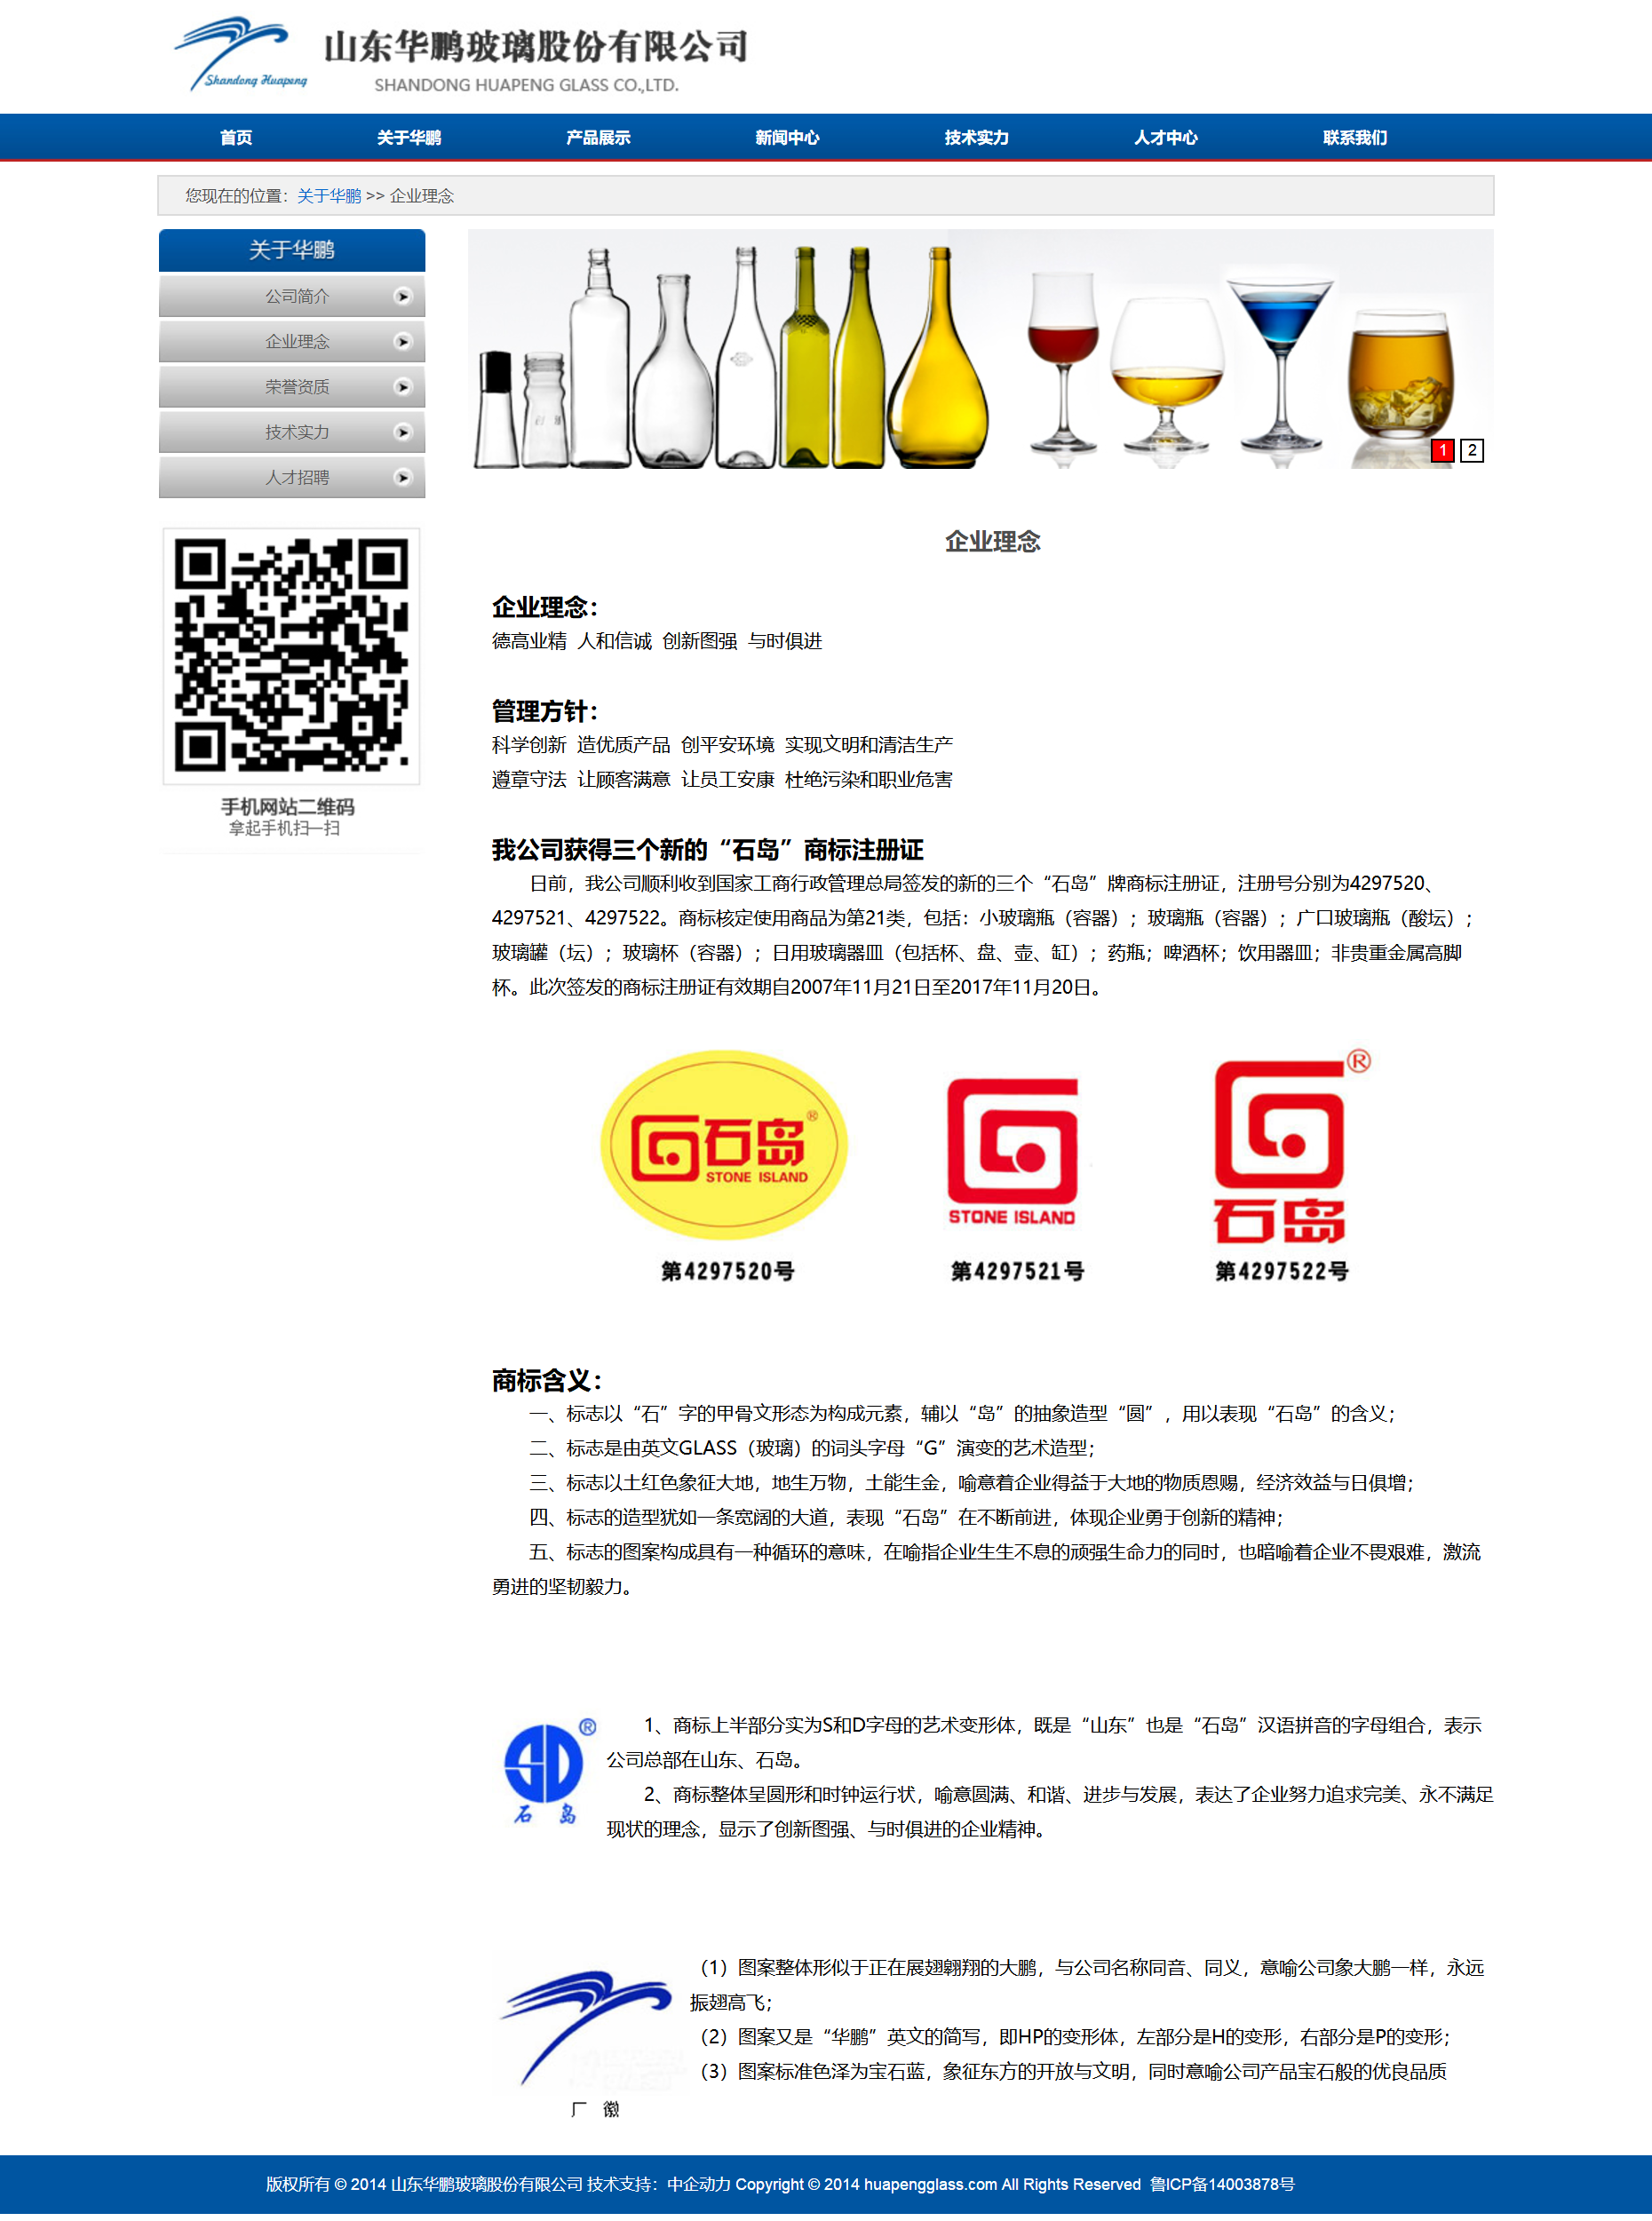 Shandong Huapeng
山东华鹏玻璃股份有限公司
SHANDONG HUAPENG GLASS CO.,LTD.
首页 关于华鹏 产品展示 新闻中心 技术实力 人才中心 联系我们
您现在的位置：关于华鹏 >> 企业理念
关于华鹏
公司简介
企业理念
荣誉资质
技术实力
人才招聘
手机网站二维码
拿起手机扫一扫
1 2
企业理念
企业理念：
德高业精 人和信诚 创新图强 与时俱进
管理方针：
科学创新 造优质产品 创平安环境 实现文明和清洁生产
遵章守法 让顾客满意 让员工安康 杜绝污染和职业危害
我公司获得三个新的“石岛”商标注册证
日前，我公司顺利收到国家工商行政管理总局签发的新的三个“石岛”牌商标注册证，注册号分别为4297520、
4297521、4297522。商标核定使用商品为第21类，包括：小玻璃瓶（容器）；玻璃瓶（容器）；广口玻璃瓶（酸坛）；
玻璃罐（坛）；玻璃杯（容器）；日用玻璃器皿（包括杯、盘、壶、缸）；药瓶；啤酒杯；饮用器皿；非贵重金属高脚
杯。此次签发的商标注册证有效期自2007年11月21日至2017年11月20日。
石岛®
STONE ISLAND
第4297520号
STONE ISLAND
第4297521号
®
石岛
第4297522号
商标含义：
一、标志以“石”字的甲骨文形态为构成元素，辅以“岛”的抽象造型“圆”，用以表现“石岛”的含义；
二、标志是由英文GLASS（玻璃）的词头字母“G”演变的艺术造型；
三、标志以土红色象征大地，地生万物，土能生金，喻意着企业得益于大地的物质恩赐，经济效益与日俱增；
四、标志的造型犹如一条宽阔的大道，表现“石岛”在不断前进，体现企业勇于创新的精神；
五、标志的图案构成具有一种循环的意味，在喻指企业生生不息的顽强生命力的同时，也暗喻着企业不畏艰难，激流
勇进的坚韧毅力。
SD®
石 岛
1、商标上半部分实为S和D字母的艺术变形体，既是“山东”也是“石岛”汉语拼音的字母组合，表示
公司总部在山东、石岛。
2、商标整体呈圆形和时钟运行状，喻意圆满、和谐、进步与发展，表达了企业努力追求完美、永不满足
现状的理念，显示了创新图强、与时俱进的企业精神。
（1）图案整体形似于正在展翅翱翔的大鹏，与公司名称同音、同义，意喻公司象大鹏一样，永远
振翅高飞；
（2）图案又是“华鹏”英文的简写，即HP的变形体，左部分是H的变形，右部分是P的变形；
（3）图案标准色泽为宝石蓝，象征东方的开放与文明，同时意喻公司产品宝石般的优良品质
厂 徽
版权所有 © 2014 山东华鹏玻璃股份有限公司 技术支持：中企动力 Copyright © 2014 huapengglass.com All Rights Reserved 鲁ICP备14003878号